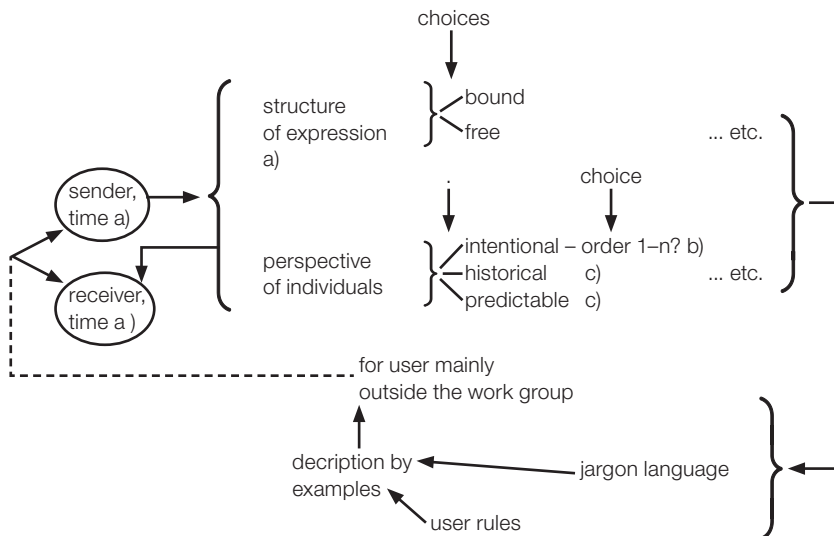 choices
structure
of expression
a)
bound
free
... etc.
sender,
time a)
.
choice
perspective
of individuals
intentional – order 1–n? b)
historical c)
predictable c)
... etc.
receiver,
time a )
for user mainly
outside the work group
decription by
examples
jargon language
user rules